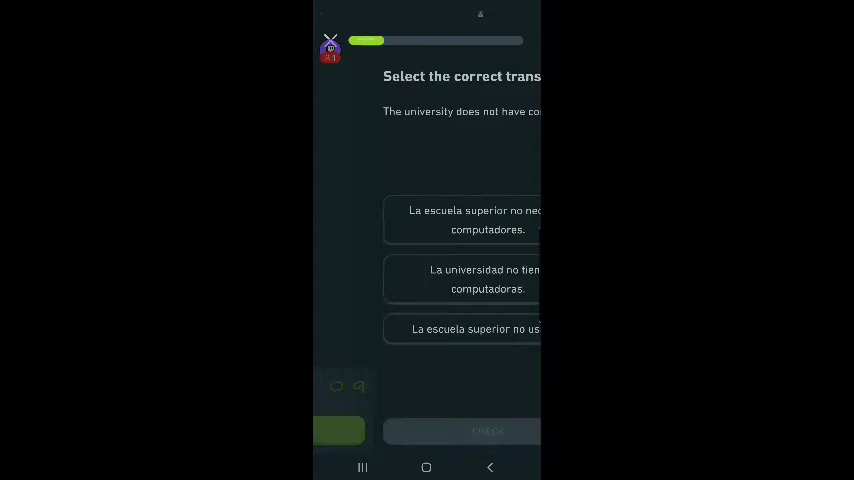 Select the correct trans
The university does not have co
La escuela superior no nec
computadores.
La universidad no tien
computadoras.
La escuela superior no us
CHECK